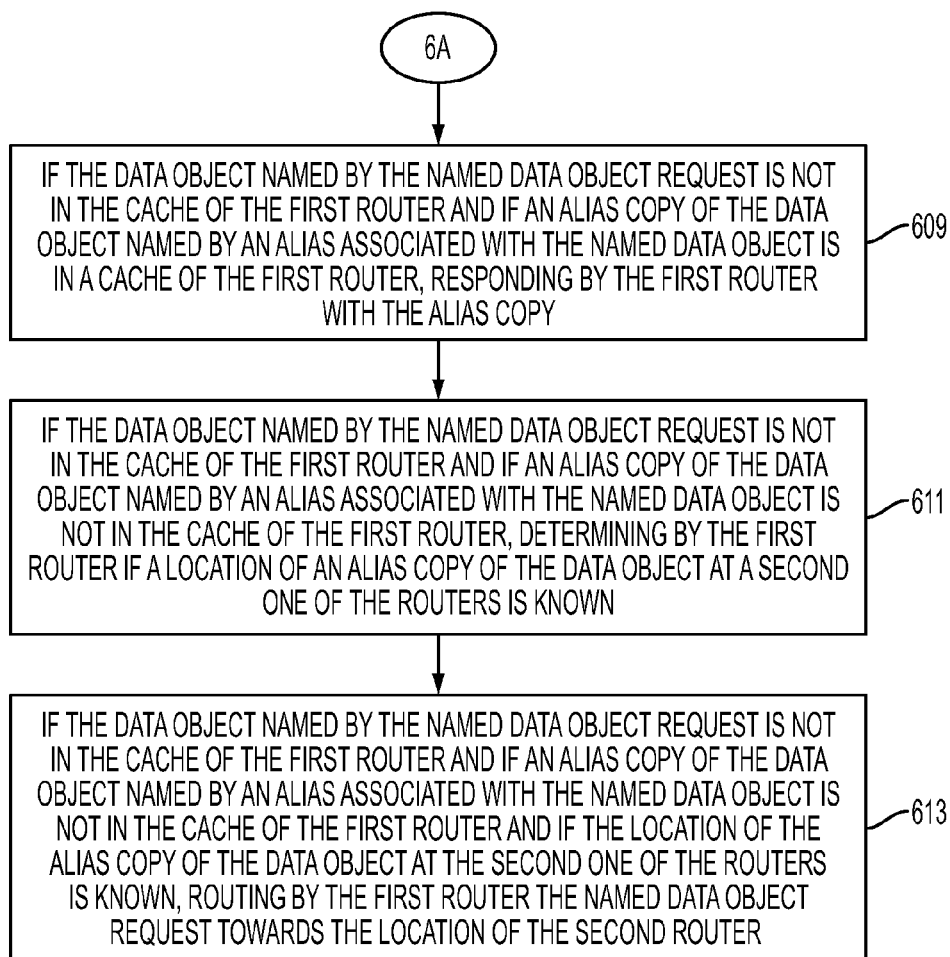 6A
IF THE DATA OBJECT NAMED BY THE NAMED DATA OBJECT REQUEST IS NOT
IN THE CACHE OF THE FIRST ROUTER AND IF AN ALIAS COPY OF THE DATA
OBJECT NAMED BY AN ALIAS ASSOCIATED WITH THE NAMED DATA OBJECT IS
IN A CACHE OF THE FIRST ROUTER, RESPONDING BY THE FIRST ROUTER
WITH THE ALIAS COPY
609
IF THE DATA OBJECT NAMED BY THE NAMED DATA OBJECT REQUEST IS NOT
IN THE CACHE OF THE FIRST ROUTER AND IF AN ALIAS COPY OF THE DATA
OBJECT NAMED BY AN ALIAS ASSOCIATED WITH THE NAMED DATA OBJECT IS
NOT IN THE CACHE OF THE FIRST ROUTER, DETERMINING BY THE FIRST
ROUTER IF A LOCATION OF AN ALIAS COPY OF THE DATA OBJECT AT A SECOND
ONE OF THE ROUTERS IS KNOWN
611
IF THE DATA OBJECT NAMED BY THE NAMED DATA OBJECT REQUEST IS NOT
IN THE CACHE OF THE FIRST ROUTER AND IF AN ALIAS COPY OF THE DATA
OBJECT NAMED BY AN ALIAS ASSOCIATED WITH THE NAMED DATA OBJECT IS
NOT IN THE CACHE OF THE FIRST ROUTER AND IF THE LOCATION OF THE
ALIAS COPY OF THE DATA OBJECT AT THE SECOND ONE OF THE ROUTERS
IS KNOWN, ROUTING BY THE FIRST ROUTER THE NAMED DATA OBJECT
REQUEST TOWARDS THE LOCATION OF THE SECOND ROUTER
613